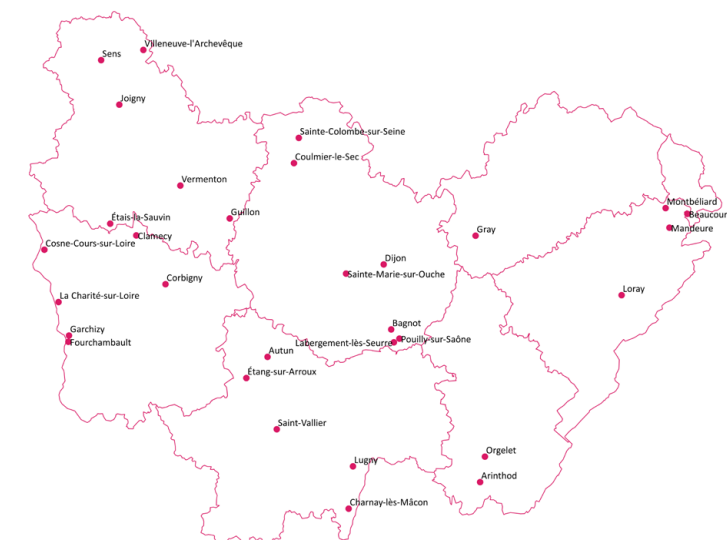 Villeneuve-l'Archevêque
Sens
Joigny
Sainte-Colombe-sur-Seine
Coulmier-le-Sec
Vermenton
Montbéliard
Guillon
Beaucour
Étais-la-Sauvin
Mandeure
Gray
Clamecy
Cosne-Cours-sur-Loire
Dijon
Sainte-Marie-sur-Ouche
Corbigny
Loray
La Charité-sur-Loire
Bagnot
Garchizy
Pouilly-sur-Saône
Fourchambault
Labergement-lès-Seurre
Autun
Étang-sur-Arroux
Saint-Vallier
Orgelet
Lugny
Arinthod
Charnay-lès-Mâcon